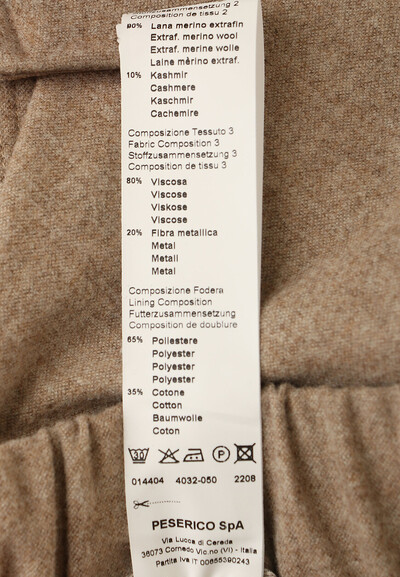 Stoffzusammensetzung 2
Composition de tissu 2
90% Lana merino extrafin
Extraf. merino wool
Extraf. merino wolle
Laine mérino extraf.
10% Kashmir
Cashmere
Kaschmir
Cachemire
Composizione Tessuto 3
Fabric Composition 3
Stoffzusammensetzung 3
Composition de tissu 3
80% Viscosa
Viscose
Viskose
Viscose
20% Fibra metallica
Metal
Metall
Metal
Composizione Fodera
Lining Composition
Futterzusammensetzung
Composition de doublure
65% Poliestere
Polyester
Polyester
Polyester
35% Cotone
Cotton
Baumwolle
Coton
30 P
014404 4032-050 2208
PESERICO SpA
Via Lucca di Cereda
36073 Cornedo Vic.no (VI) - Italia
Partita Iva IT 00655390243